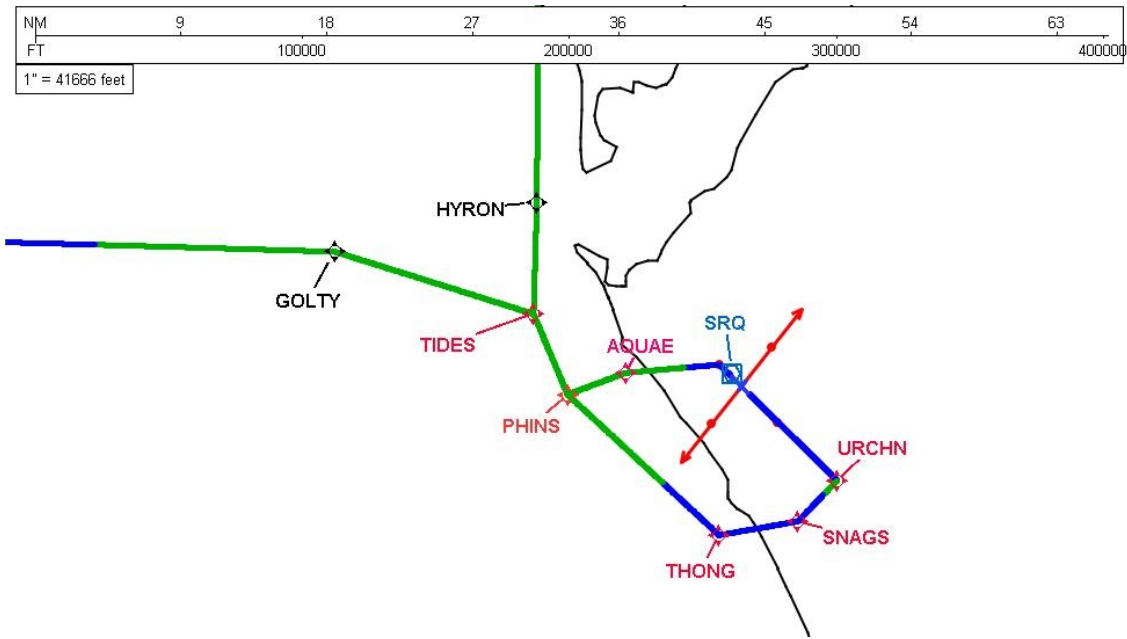 NM 9 18 27 36 45 54 63
FT 100000 200000 300000 400000
1" = 41666 feet
HYRON
GOLTY
SRQ
TIDES
AQUAE
PHINS
URCHN
SNAGS
THONG